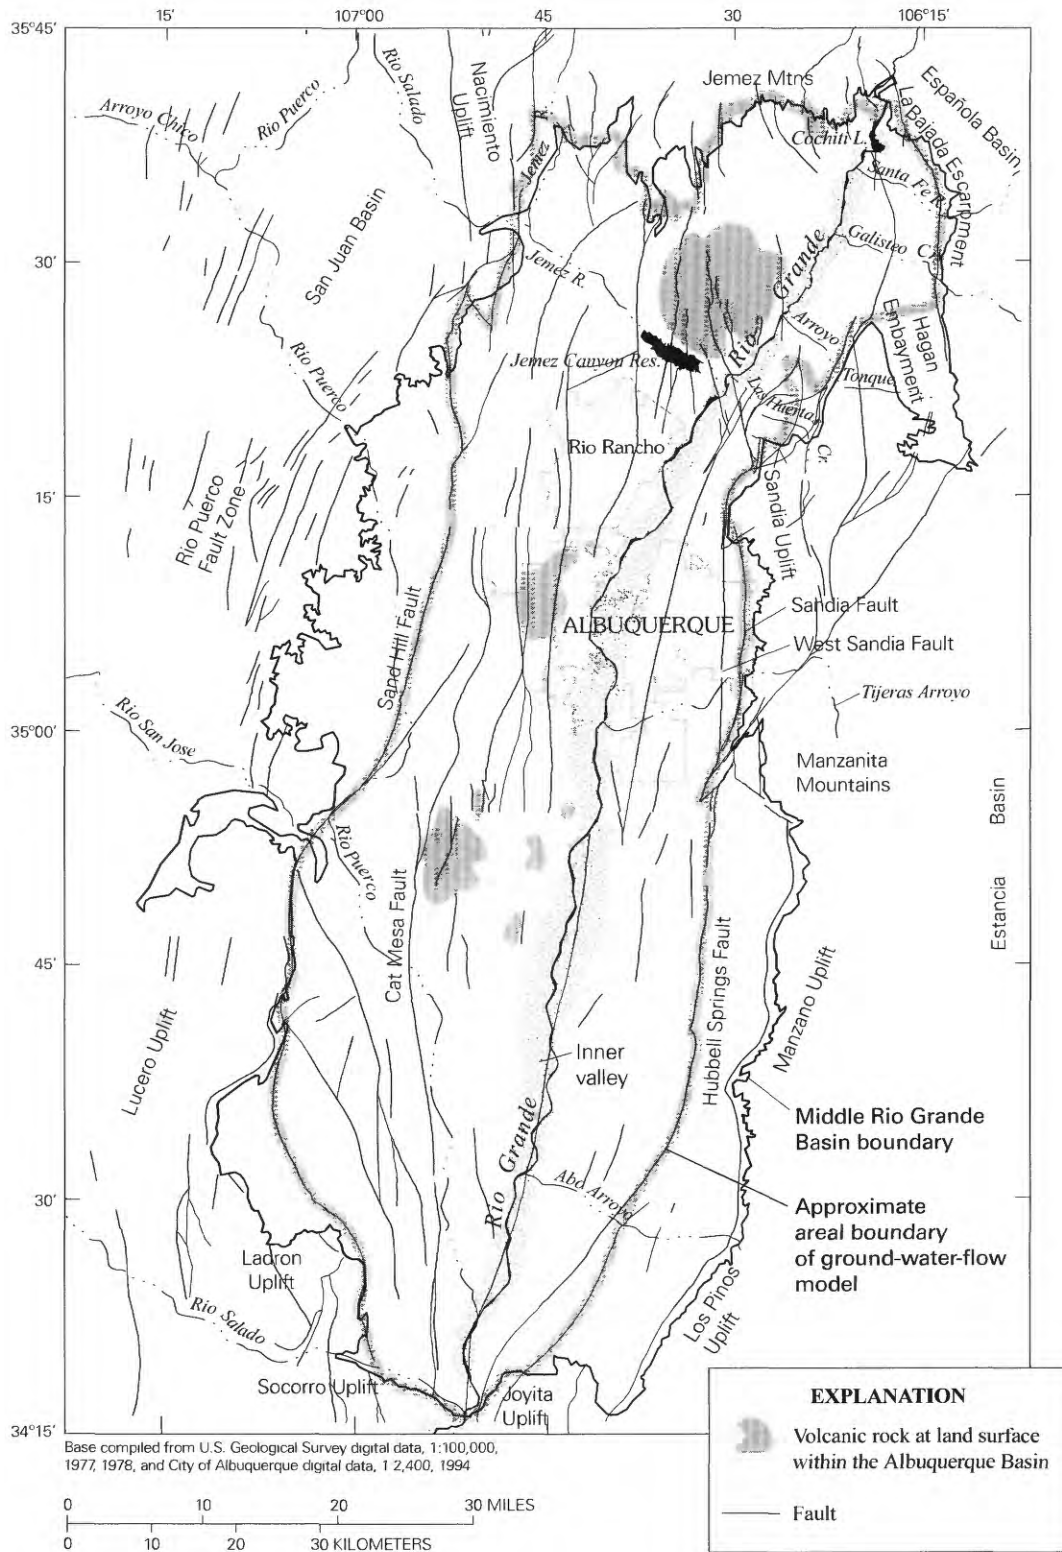 35°45'
15'
107°00'
45'
30'
106°15'
Jemez Mtns
Española Basin
La Bajada Escarpment
Rio Salado
Nacimiento
Uplift
Rio Puerco
Arroyo Chico
Cochiti L.
Jemez
Santa Fe R.
San Juan Basin
Galisteo Cr.
30'
Jemez R.
Rio Grande
Arroyo
Tonque
Hagan
Embayment
Jemez Canyon Res.
Rio Puerco
Las Huertas
Cr.
Rio Rancho
15'
Rio Puerco
Fault Zone
Sandia Uplift
Sand Hill Fault
ALBUQUERQUE
Sandia Fault
West Sandia Fault
Tijeras Arroyo
Rio San Jose
35°00'
Manzanita
Mountains
Estancia Basin
Rio Puerco
Cat Mesa Fault
Hubbell Springs Fault
45'
Manzano Uplift
Lucero Uplift
Inner
valley
Middle Rio Grande
Basin boundary
Rio Grande
Abo Arroyo
30'
Approximate
areal boundary
of ground-water-flow
model
Ladron
Uplift
Los Pinos
Uplift
Rio Salado
Socorro Uplift
Joyita
Uplift
34°15'
EXPLANATION
Volcanic rock at land surface
within the Albuquerque Basin
Fault
Base compiled from U.S. Geological Survey digital data, 1:100,000,
1977, 1978, and City of Albuquerque digital data, 1 2,400, 1994
0 10 20 30 MILES
0 10 20 30 KILOMETERS